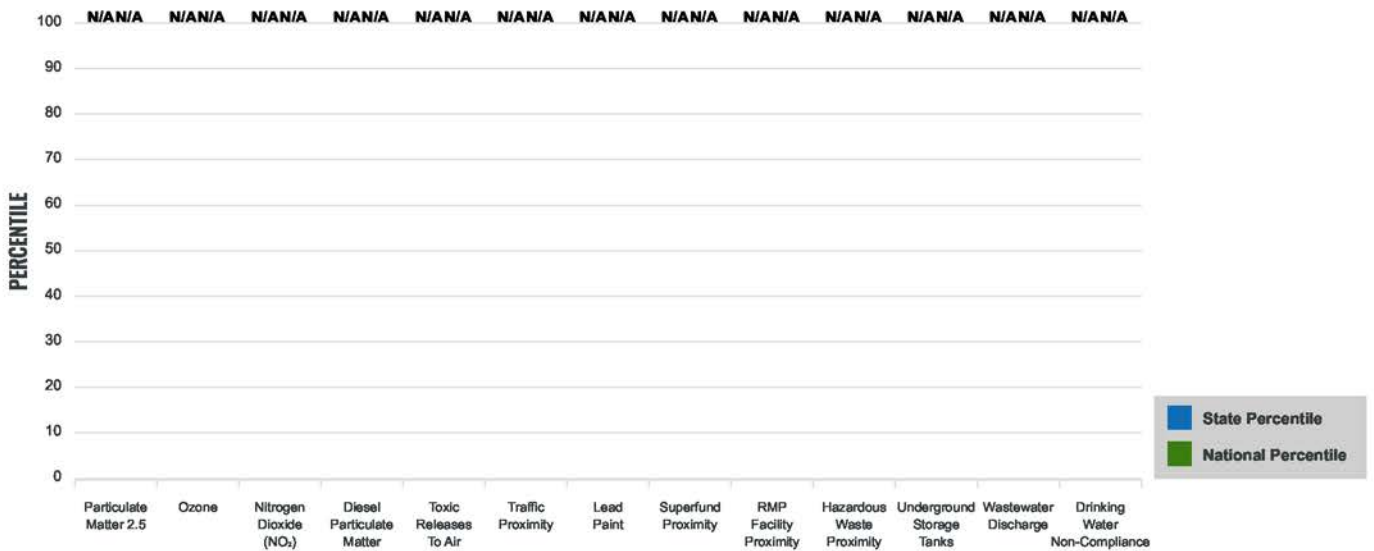 N/AN/A N/AN/A N/AN/A N/AN/A N/AN/A N/AN/A N/AN/A N/AN/A N/AN/A N/AN/A N/AN/A N/AN/A N/AN/A
100
90
80
70
60
50
40
30
20
10
0
PERCENTILE
Particulate
Matter 2.5
Ozone
Nitrogen
Dioxide
(NO₂)
Diesel
Particulate
Matter
Toxic
Releases
To Air
Traffic
Proximity
Lead
Paint
Superfund
Proximity
RMP
Facility
Proximity
Hazardous
Waste
Proximity
Underground
Storage
Tanks
Wastewater
Discharge
Drinking
Water
Non-Compliance
State Percentile
National Percentile